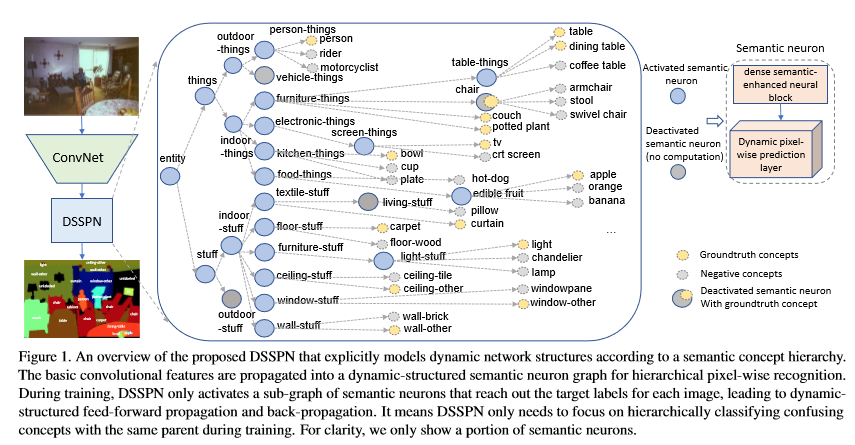 person-things
person
rider
motorcyclist
outdoor
-things
vehicle-things
things
furniture-things
electronic-things
indoor
-things
kitchen-things
food-things
entity
table-things
table
dining table
coffee table
chair
armchair
stool
swivel chair
couch
potted plant
screen-things
tv
crt screen
bowl
cup
plate
hot-dog
edible fruit
apple
orange
banana
textile-stuff
living-stuff
pillow
curtain
indoor
-stuff
floor-stuff
carpet
floor-wood
furniture-stuff
light-stuff
light
chandelier
lamp
stuff
ceiling-stuff
ceiling-tile
ceiling-other
window-stuff
windowpane
window-other
outdoor
-stuff
wall-stuff
wall-brick
wall-other
...
ConvNet
DSSPN
Semantic neuron
Activated semantic
neuron
Deactivated
semantic neuron
(no computation)
dense semantic-
enhanced neural
block
Dynamic pixel-
wise prediction
layer
Groundtruth concepts
Negative concepts
Deactivated semantic neuron
With groundtruth concept
Figure 1. An overview of the proposed DSSPN that explicitly models dynamic network structures according to a semantic concept hierarchy.
The basic convolutional features are propagated into a dynamic-structured semantic neuron graph for hierarchical pixel-wise recognition.
During training, DSSPN only activates a sub-graph of semantic neurons that reach out the target labels for each image, leading to dynamic-
structured feed-forward propagation and back-propagation. It means DSSPN only needs to focus on hierarchically classifying confusing
concepts with the same parent during training. For clarity, we only show a portion of semantic neurons.